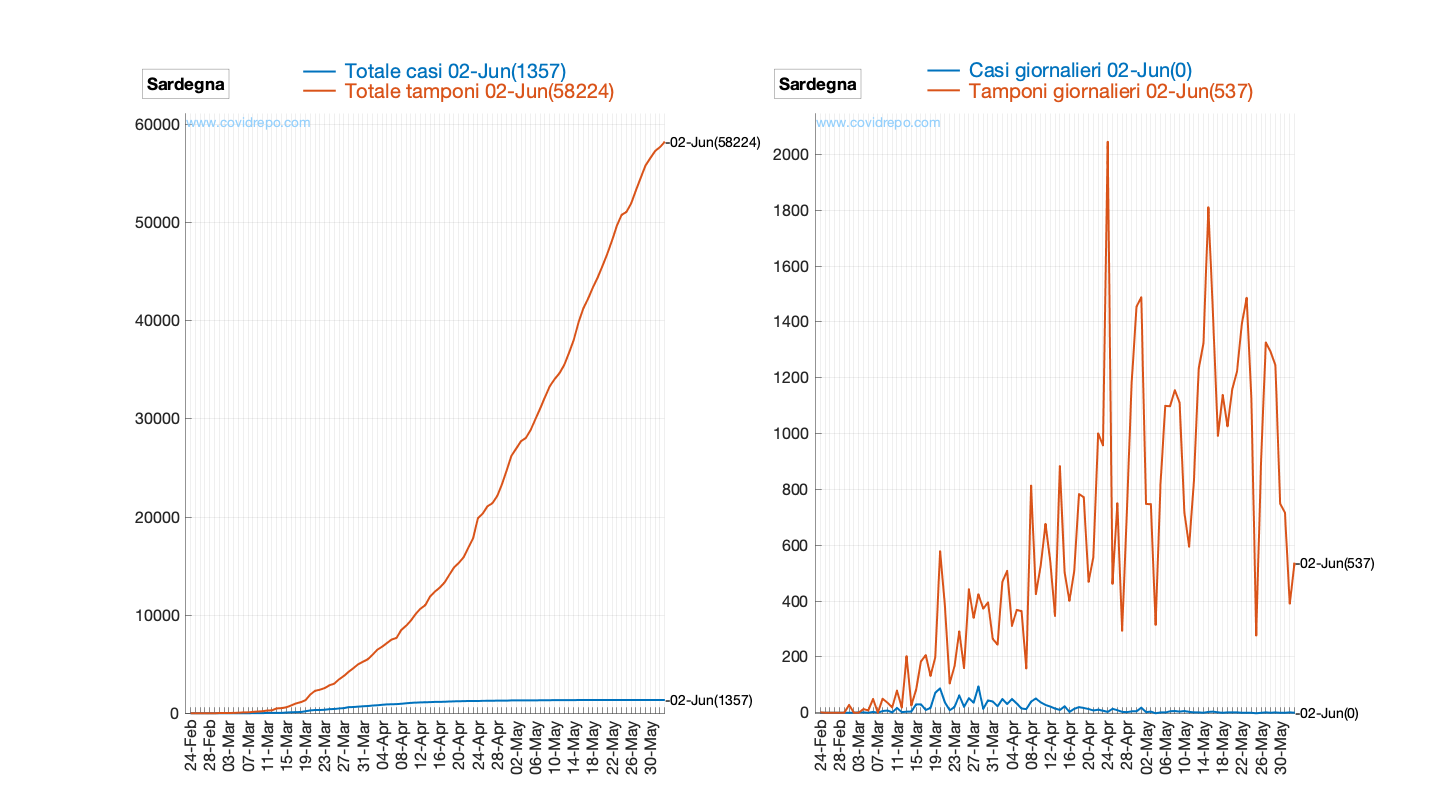 Sardegna
Totale casi 02-Jun(1357)
Totale tamponi 02-Jun(58224)
www.covidrepo.com
60000
50000
40000
30000
20000
10000
0
02-Jun(58224)
02-Jun(1357)
24-Feb
28-Feb
03-Mar
07-Mar
11-Mar
15-Mar
19-Mar
23-Mar
27-Mar
31-Mar
04-Apr
08-Apr
12-Apr
16-Apr
20-Apr
24-Apr
28-Apr
02-May
06-May
10-May
14-May
18-May
22-May
26-May
30-May
Sardegna
Casi giornalieri 02-Jun(0)
Tamponi giornalieri 02-Jun(537)
www.covidrepo.com
2000
1800
1600
1400
1200
1000
800
600
400
200
0
02-Jun(537)
02-Jun(0)
24-Feb
28-Feb
03-Mar
07-Mar
11-Mar
15-Mar
19-Mar
23-Mar
27-Mar
31-Mar
04-Apr
08-Apr
12-Apr
16-Apr
20-Apr
24-Apr
28-Apr
02-May
06-May
10-May
14-May
18-May
22-May
26-May
30-May